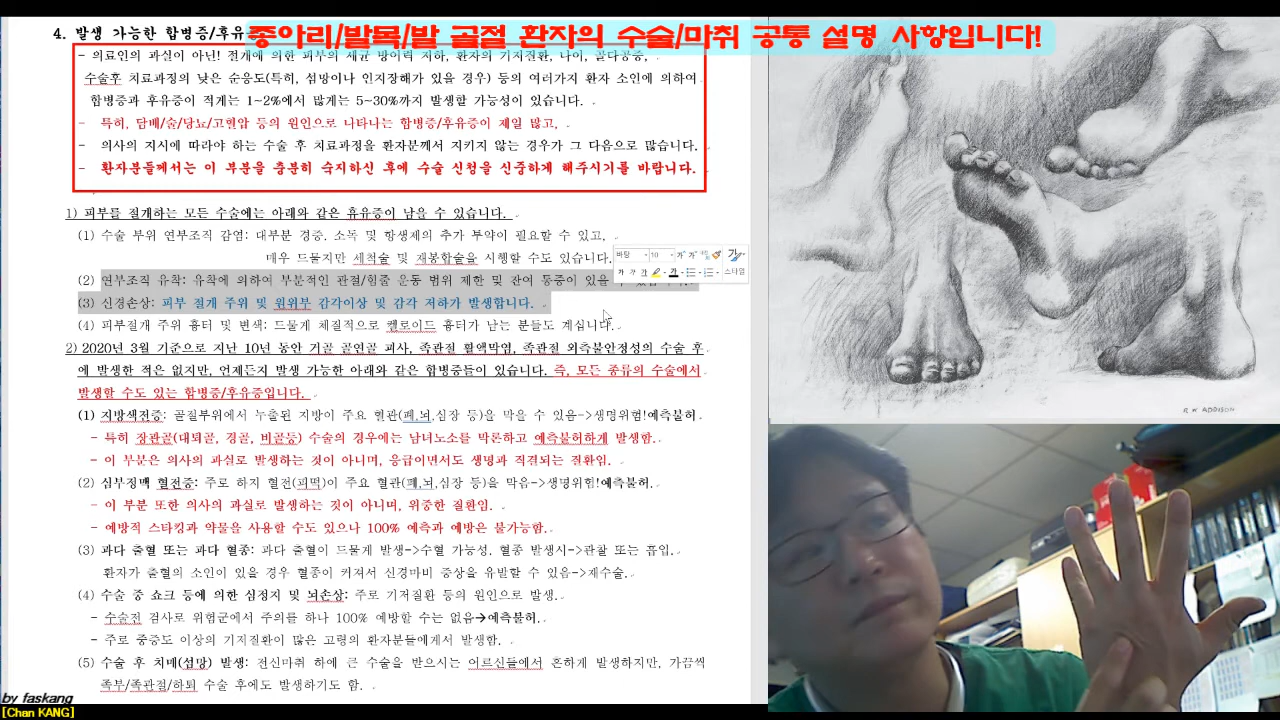 종아리/발목/발 골절 환자의 수술/마취 공통 설명 사항입니다!
4. 발생 가능한 합병증/후유
- 의료인의 과실이 아닌! 절개에 의한 피부의 세균 방어력 저하, 환자의 기저질환, 나이, 골다공증,
수술후 치료과정의 낮은 순응도(특히, 섬망이나 인지장애가 있을 경우) 등의 여러가지 환자 소인에 의하여
합병증과 후유증이 적게는 1~2%에서 많게는 5~30%까지 발생할 가능성이 있습니다.
- 특히, 담배/술/당뇨/고혈압 등의 원인으로 나타나는 합병증/후유증이 제일 많고,
- 의사의 지시에 따라야 하는 수술 후 치료과정을 환자분께서 지키지 않는 경우가 그 다음으로 많습니다.
- 환자분들께서는 이 부분을 충분히 숙지하신 후에 수술 신청을 신중하게 해주시기를 바랍니다.
1) 피부를 절개하는 모든 수술에는 아래와 같은 휴유증이 남을 수 있습니다.
(1) 수술 부위 연부조직 감염: 대부분 경증, 소독 및 항생제의 추가 투약이 필요할 수 있고,
매우 드물지만 세척술 및 재봉합술을 시행할 수도 있습니다.
바탕 10
가 가 가 가 스타일
(2) 연부조직 유착: 유착에 의하여 부분적인 관절/힘줄 운동 범위 제한 및 잔여 통증이 있을 수 있습니다.
(3) 신경손상: 피부 절개 주위 및 원위부 감각이상 및 감각 저하가 발생합니다.
(4) 피부절개 주위 흉터 및 변색: 드물게 체질적으로 켈로이드 흉터가 남는 분들도 계십니다.
2) 2020년 3월 기준으로 지난 10년 동안 거골 골연골 괴사, 족관절 활액막염, 족관절 외측불안정성의 수술 후
에 발생한 적은 없지만, 언제든지 발생 가능한 아래와 같은 합병증들이 있습니다. 즉, 모든 종류의 수술에서
발생할 수도 있는 합병증/후유증입니다.
(1) 지방색전증: 골절부위에서 누출된 지방이 주요 혈관(폐,뇌,심장 등)을 막을 수 있음->생명위험!예측불허
- 특히 장관골(대퇴골, 경골, 비골등) 수술의 경우에는 남녀노소를 막론하고 예측불허하게 발생함.
- 이 부분은 의사의 과실로 발생하는 것이 아니며, 응급이면서도 생명과 직결되는 질환임.
(2) 심부정맥 혈전증: 주로 하지 혈전(피떡)이 주요 혈관(폐,뇌,심장 등)을 막음->생명위험!예측불허.
- 이 부분 또한 의사의 과실로 발생하는 것이 아니며, 위중한 질환임.
- 예방적 스타킹과 약물을 사용할 수도 있으나 100% 예측과 예방은 불가능함.
(3) 과다 출혈 또는 과다 혈종: 과다 출혈이 드물게 발생->수혈 가능성, 혈종 발생시->관찰 또는 흡입.
환자가 출혈의 소인이 있을 경우 혈종이 커져서 신경마비 증상을 유발할 수 있음->재수술.
(4) 수술 중 쇼크 등에 의한 심정지 및 뇌손상: 주로 기저질환 등의 원인으로 발생.
- 수술전 검사로 위험군에서 주의를 하나 100% 예방할 수는 없음→예측불허.
- 주로 중증도 이상의 기저질환이 많은 고령의 환자분들에게서 발생함.
(5) 수술 후 치매(섬망) 발생: 전신마취 하에 큰 수술을 받으시는 어르신들에서 흔하게 발생하지만, 가끔씩
족부/족관절/하퇴 수술 후에도 발생하기도 함.
by faskang
[Chan KANG]
R W ADDISON